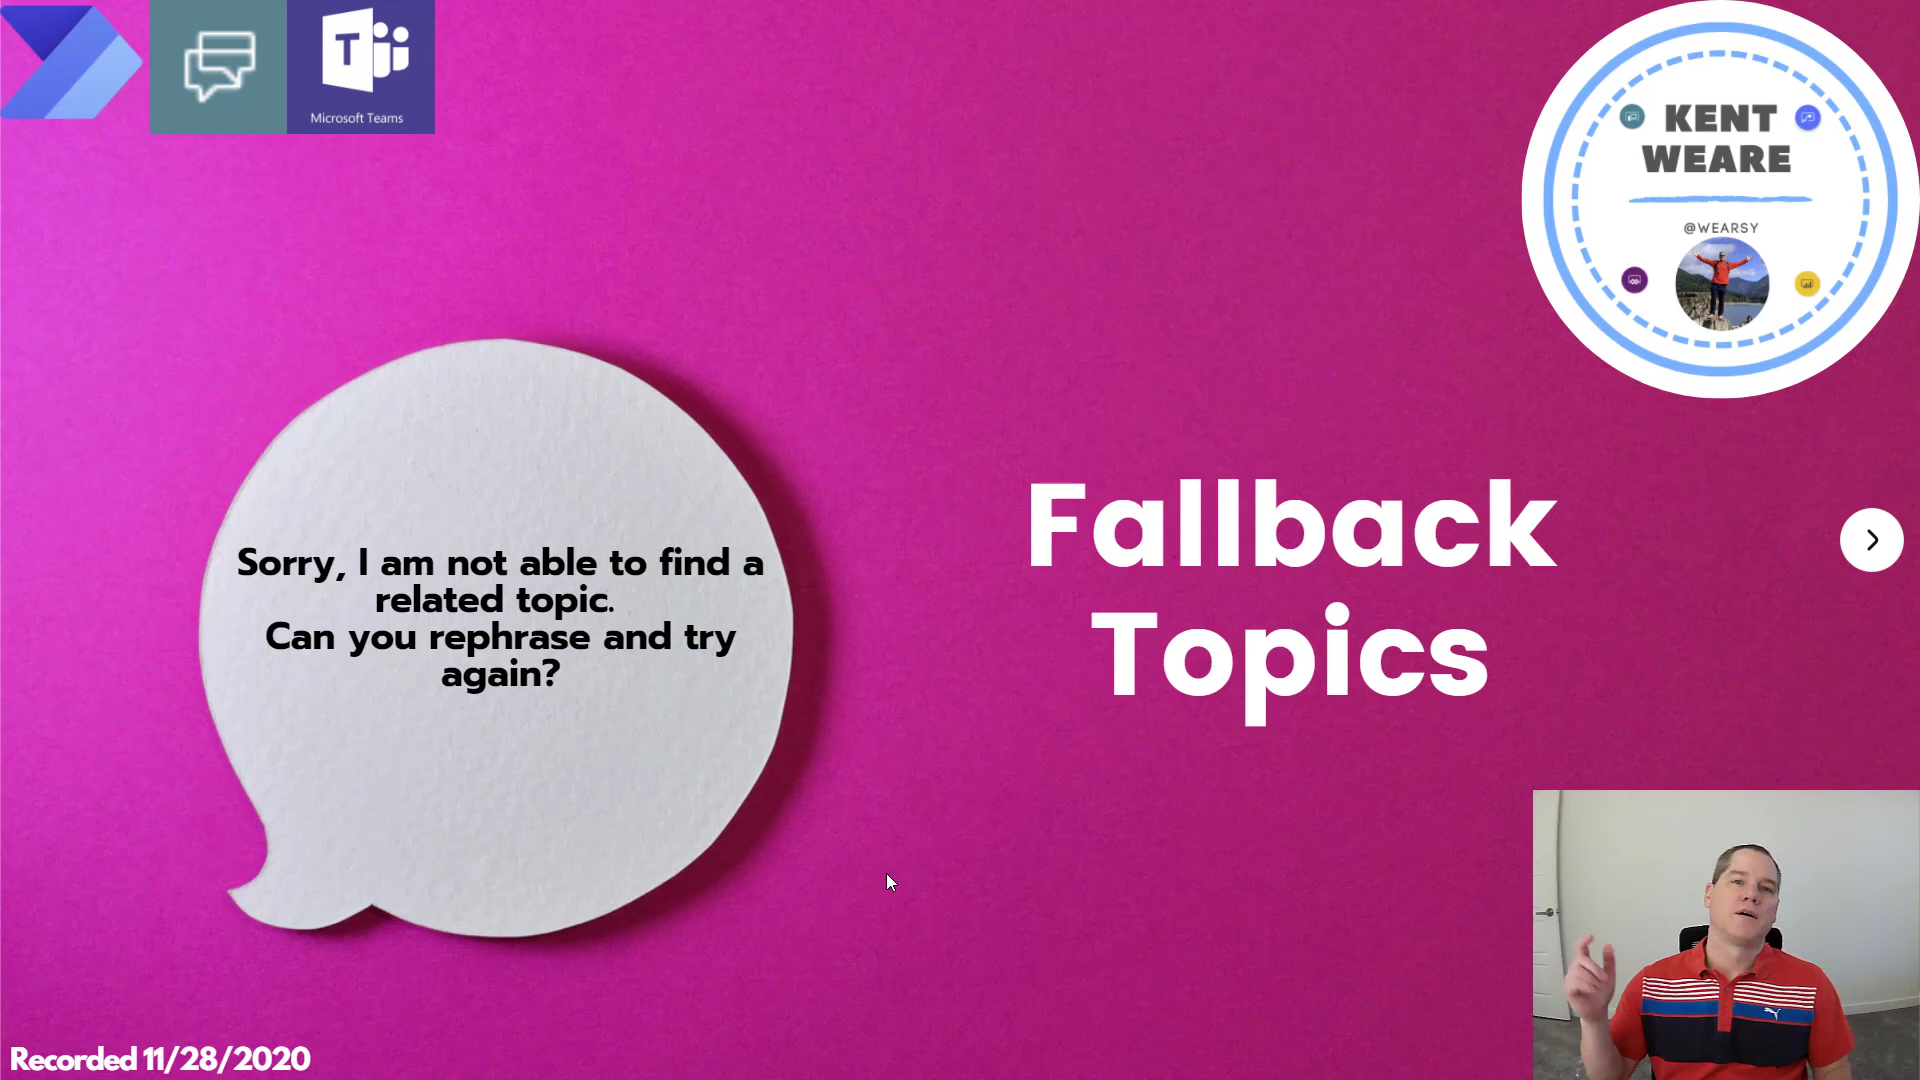 Microsoft Teams
KENT
WEARE
@WEARSY
Sorry, I am not able to find a
related topic.
Can you rephrase and try
again?
Fallback
Topics
Recorded 11/28/2020